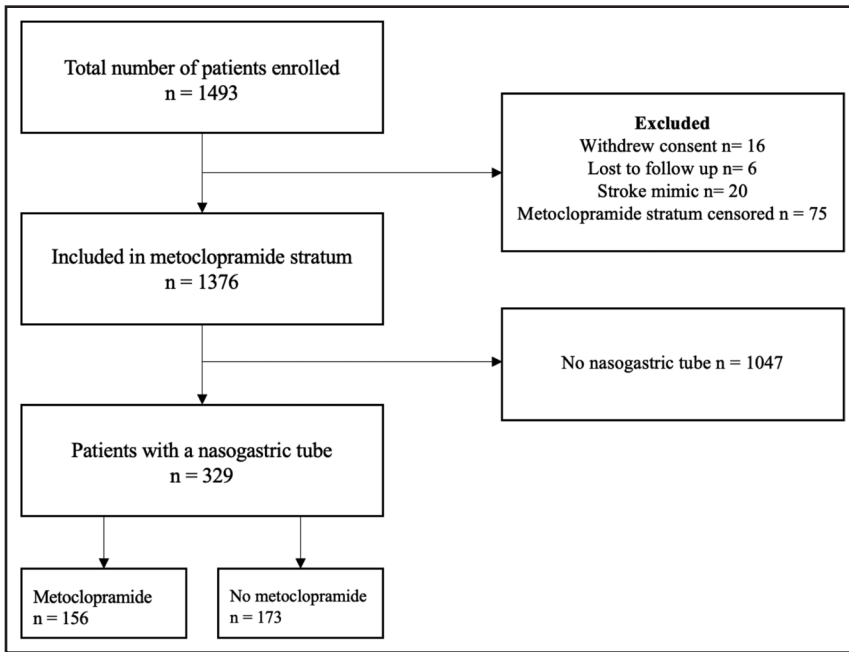 Total number of patients enrolled
n = 1493
Excluded
Withdrew consent n= 16
Lost to follow up n= 6
Stroke mimic n= 20
Metoclopramide stratum censored n = 75
Included in metoclopramide stratum
n = 1376
No nasogastric tube n = 1047
Patients with a nasogastric tube
n = 329
Metoclopramide
n = 156
No metoclopramide
n = 173